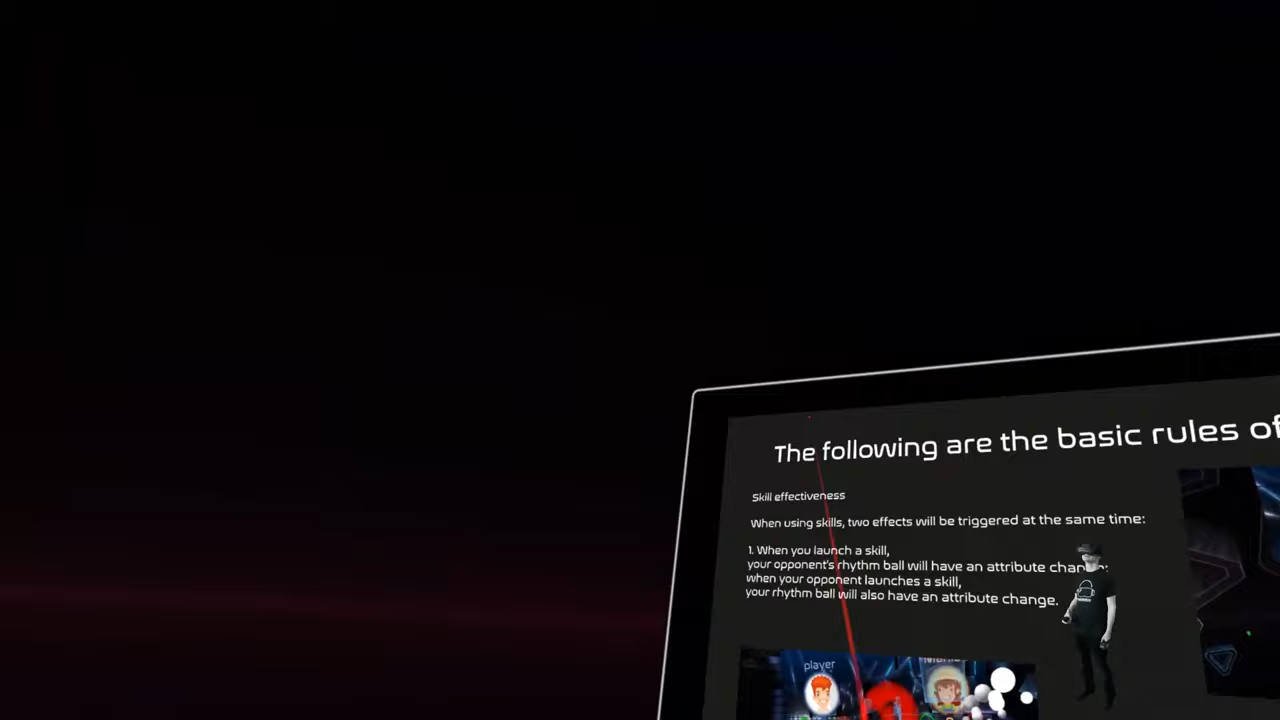 The following are the basic rules of
Skill effectiveness
When using skills, two effects will be triggered at the same time:
1. When you launch a skill,
your opponent's rhythm ball will have an attribute
when your opponent launches a skill,
your rhythm ball will also have an attribute change.
player